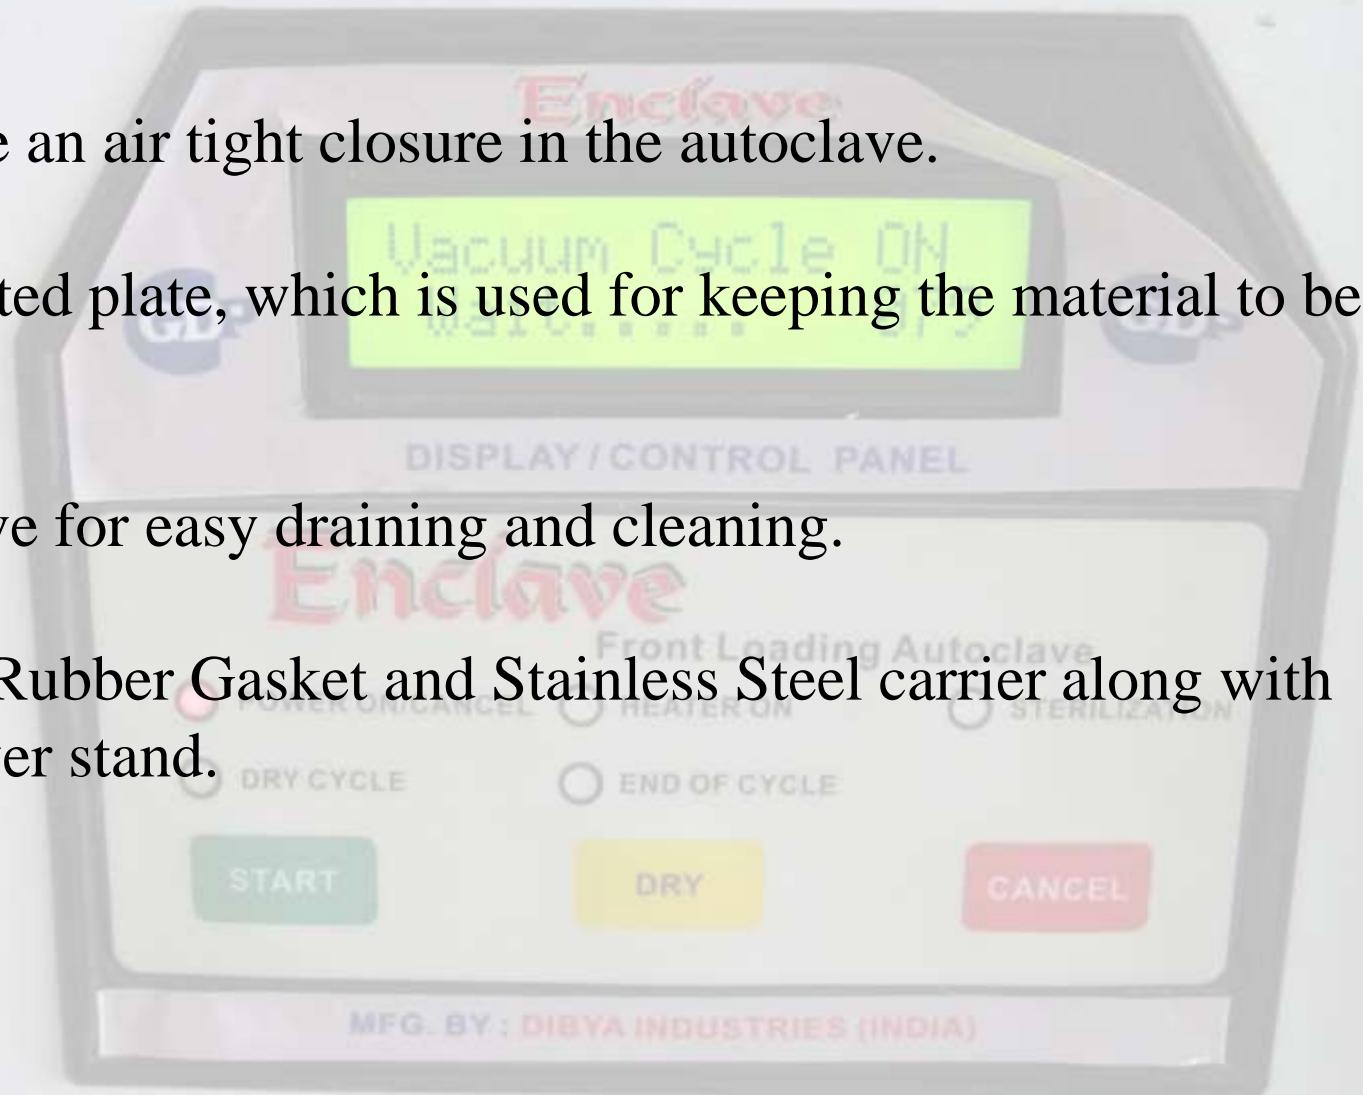 Enclave
e an air tight closure in the autoclave.
Vacuum Cycle ON
ted plate, which is used for keeping the material to be
Wait.....
GDP
GDP
DISPLAY / CONTROL PANEL
ve for easy draining and cleaning.
Enclave
Front Loading Autoclave
Rubber Gasket and Stainless Steel carrier along with
POWER ON/CANCEL HEATER ON STERILIZATION
er stand.
DRY CYCLE END OF CYCLE
START DRY CANCEL
MFG. BY : DIBYA INDUSTRIES (INDIA)